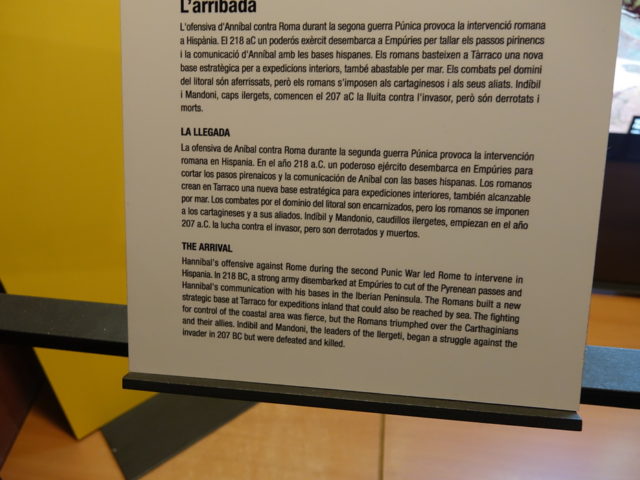 L'arribada
L'ofensiva d'Anníbal contra Roma durant la segona guerra Púnica provoca la intervenció romana
a Hispània. El 218 aC un poderós exèrcit desembarca a Empúries per tallar els passos pirinencs
i la comunicació d'Anníbal amb les bases hispanes. Els romans basteixen a Tàrraco una nova
base estratègica per a expedicions interiors, també abastable per mar. Els combats pel domini
del litoral són aferrissats, però els romans s'imposen als cartaginesos i als seus aliats. Indíbil
i Mandoni, caps ilergets, comencen el 207 aC la lluita contra l'invasor, però són derrotats i
morts.
LA LLEGADA
La ofensiva de Aníbal contra Roma durante la segunda guerra Púnica provoca la intervención
romana en Hispania. En el año 218 a.C. un poderoso ejército desembarca en Empúries para
cortar los pasos pirenaicos y la comunicación de Aníbal con las bases hispanas. Los romanos
crean en Tarraco una nueva base estratégica para expediciones interiores, también alcanzable
por mar. Los combates por el dominio del litoral son encarnizados, pero los romanos se imponen
a los cartagineses y a sus aliados. Indíbil y Mandonio, caudillos ilergetes, empiezan en el año
207 a.C. la lucha contra el invasor, pero son derrotados y muertos.
THE ARRIVAL
Hannibal's offensive against Rome during the second Punic War led Rome to intervene in
Hispania. In 218 BC, a strong army disembarked at Empúries to cut of the Pyrenean passes and
Hannibal's communication with his bases in the Iberian Peninsula. The Romans built a new
strategic base at Tarraco for expeditions inland that could also be reached by sea. The fighting
for control of the coastal area was fierce, but the Romans triumphed over the Carthaginians
and their allies. Indíbil and Mandoni, the leaders of the Ilergeti, began a struggle against the
invader in 207 BC but were defeated and killed.